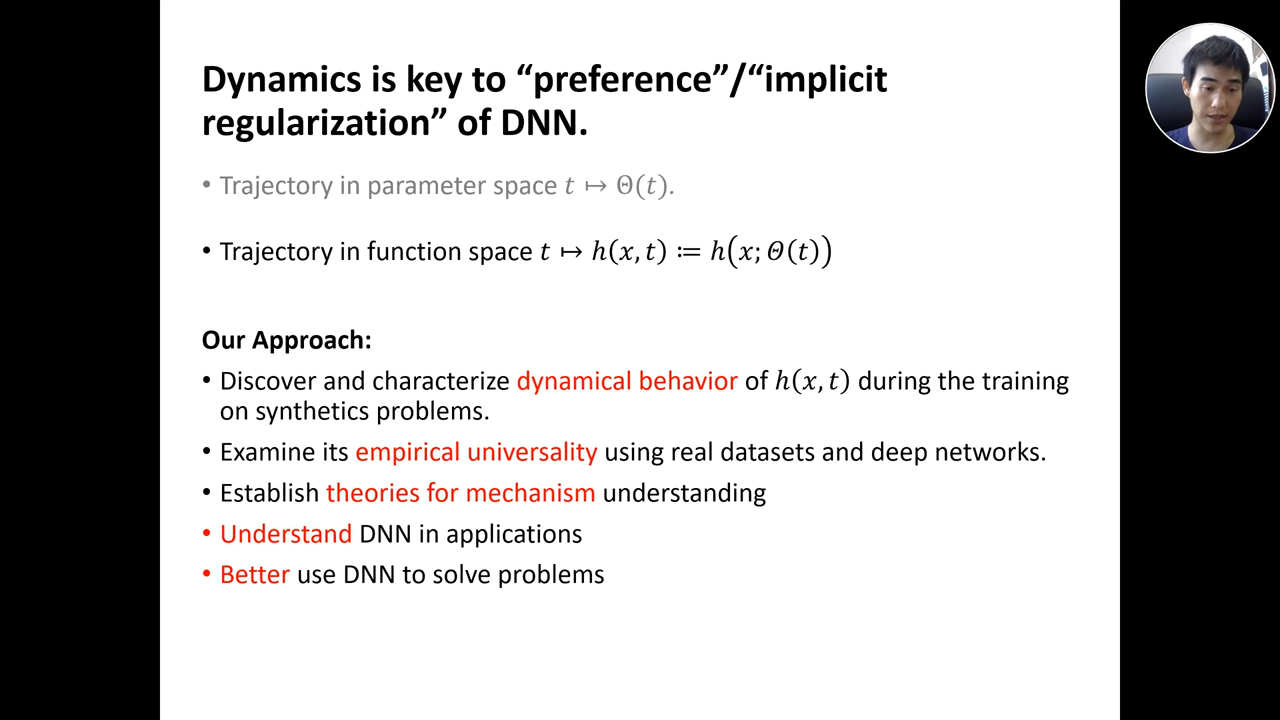 Dynamics is key to “preference”/“implicit
regularization” of DNN.
• Trajectory in parameter space t ↦ Θ(t).
• Trajectory in function space t ↦ h(x, t) ≔ h(x; Θ(t))
Our Approach:
• Discover and characterize dynamical behavior of h(x, t) during the training
on synthetics problems.
• Examine its empirical universality using real datasets and deep networks.
• Establish theories for mechanism understanding
• Understand DNN in applications
• Better use DNN to solve problems